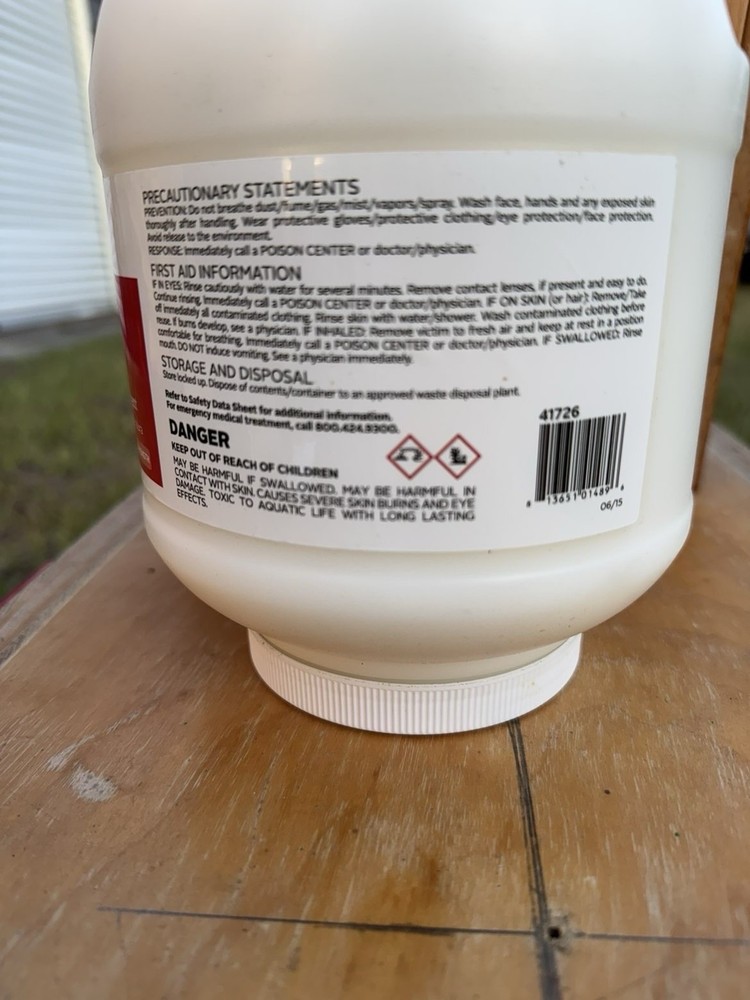 PRECAUTIONARY STATEMENTS
PREVENTION: Do not breathe dust/fume/gas/mist/vapors/spray. Wash face, hands and any exposed skin
thoroughly after handling. Wear protective gloves/protective clothing/eye protection/face protection.
Avoid release to the environment.
RESPONSE: Immediately call a POISON CENTER or doctor/physician.
FIRST AID INFORMATION
IF IN EYES: Rinse cautiously with water for several minutes. Remove contact lenses, if present and easy to do.
Continue rinsing. Immediately call a POISON CENTER or doctor/physician. IF ON SKIN (or hair): Remove/Take
off immediately all contaminated clothing. Rinse skin with water/shower. Wash contaminated clothing before
reuse. If burns develop, see a physician. IF INHALED: Remove victim to fresh air and keep at rest in a position
comfortable for breathing. Immediately call a POISON CENTER or doctor/physician. IF SWALLOWED: Rinse
mouth. DO NOT induce vomiting. See a physician immediately.
STORAGE AND DISPOSAL
Store locked up. Dispose of contents/container to an approved waste disposal plant.
Refer to Safety Data Sheet for additional information.
For emergency medical treatment, call 800.424.9300.
DANGER
KEEP OUT OF REACH OF CHILDREN
MAY BE HARMFUL IF SWALLOWED. MAY BE HARMFUL IN
CONTACT WITH SKIN. CAUSES SEVERE SKIN BURNS AND EYE
DAMAGE. TOXIC TO AQUATIC LIFE WITH LONG LASTING
EFFECTS.
41726
13651 01489
06/15